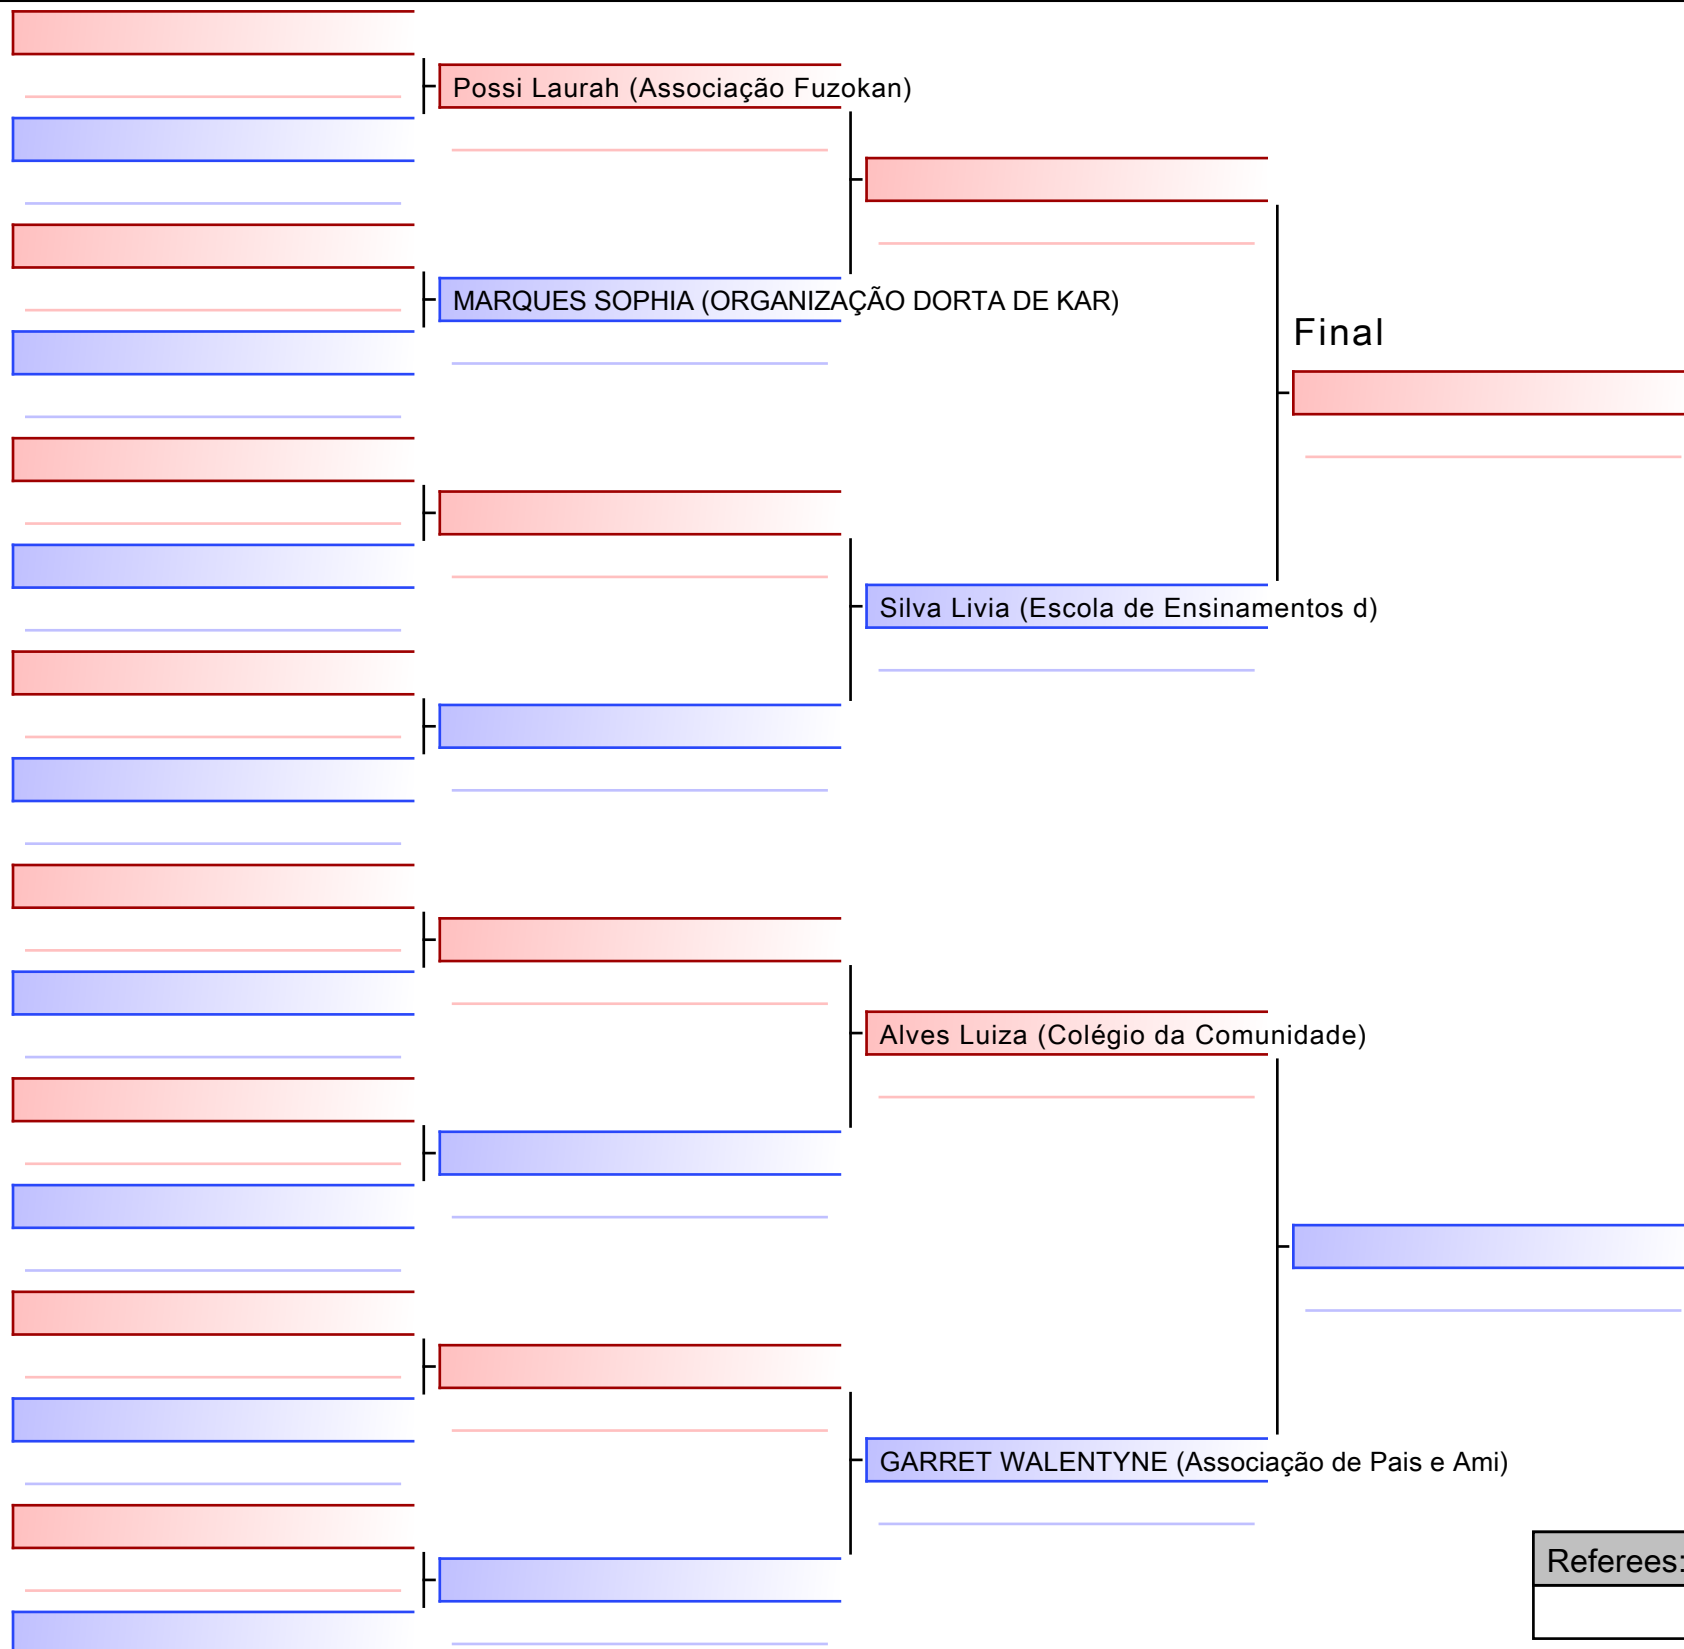 Possi Laurah (Associação Fuzokan)
MARQUES SOPHIA (ORGANIZAÇÃO DORTA DE KAR)
Final
Silva Livia (Escola de Ensinamentos d)
Alves Luiza (Colégio da Comunidade)
GARRET WALENTYNE (Associação de Pais e Ami)
Referees: